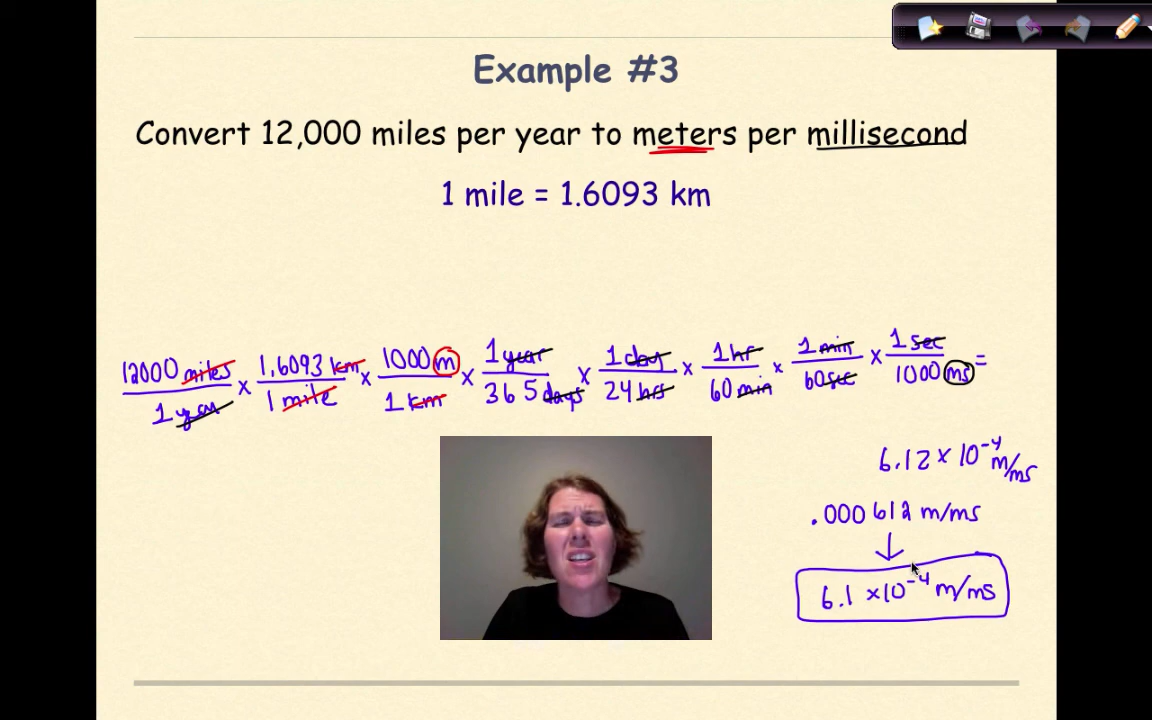 Example #3
Convert 12,000 miles per year to meters per millisecond
1 mile = 1.6093 km
12000 miles / 1 year × 1.6093 km / 1 mile × 1000 m / 1 km × 1 year / 365 days × 1 day / 24 hrs × 1 hr / 60 min × 1 min / 60 sec × 1 sec / 1000 ms =
6.12 × 10⁻⁴ m/ms
.000612 m/ms
6.1 × 10⁻⁴ m/ms